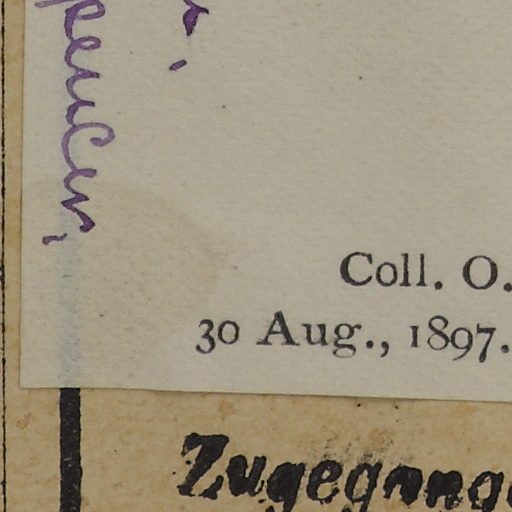 Coll. O.
30 Aug., 1897.
Zugegang